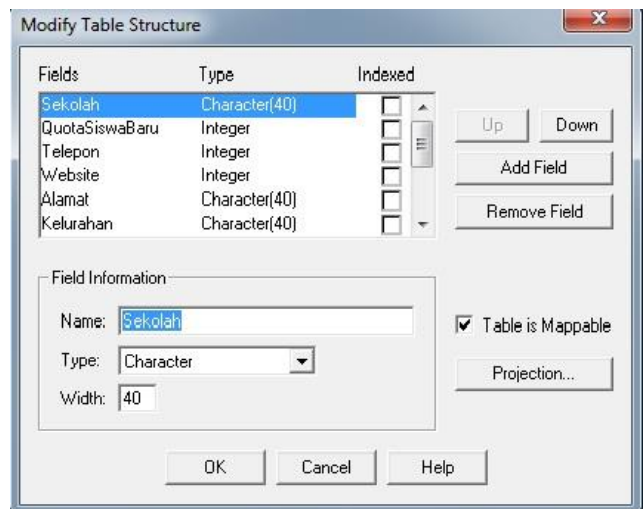 Modify Table Structure
Fields Type Indexed
Sekolah Character(40)
QuotaSiswaBaru Integer
Telepon Integer
Website Integer
Alamat Character(40)
Kelurahan Character(40)
Up Down
Add Field
Remove Field
Field Information
Name: Sekolah
Type: Character
Width: 40
Table is Mappable
Projection...
OK Cancel Help